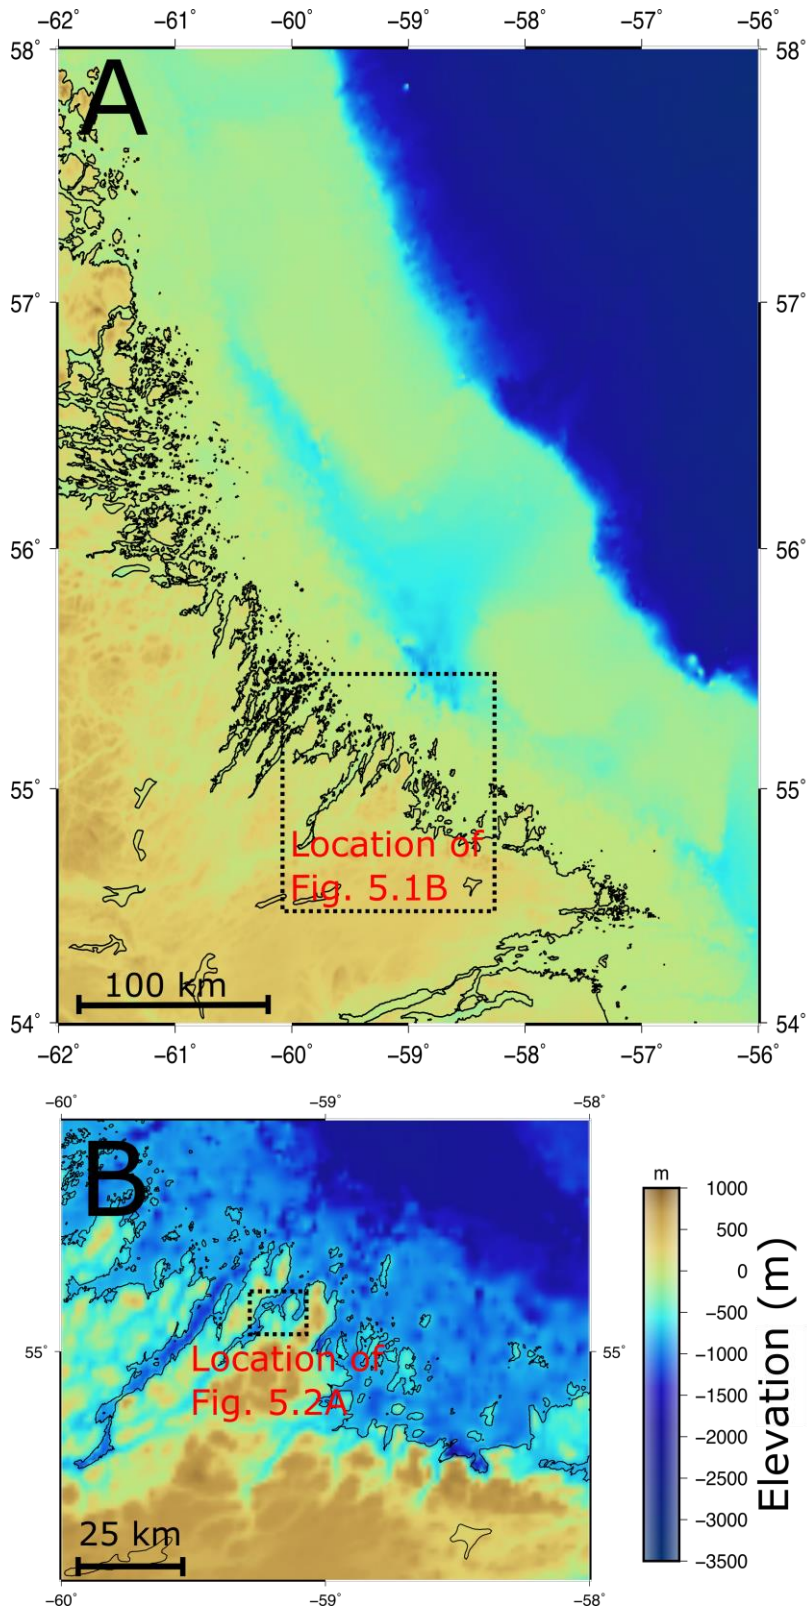 −62° −61° −60° −59° −58° −57° −56°
58° 58°
A
57° 57°
56° 56°
55° 55°
Location of
Fig. 5.1B
100 km
54° 54°
−62° −61° −60° −59° −58° −57° −56°
−60° −59° −58°
B
55° 55°
Location of
Fig. 5.2A
25 km
−60° −59° −58°
m
1000
500
0
−500
−1000
−1500
−2000
−2500
−3000
−3500
Elevation (m)